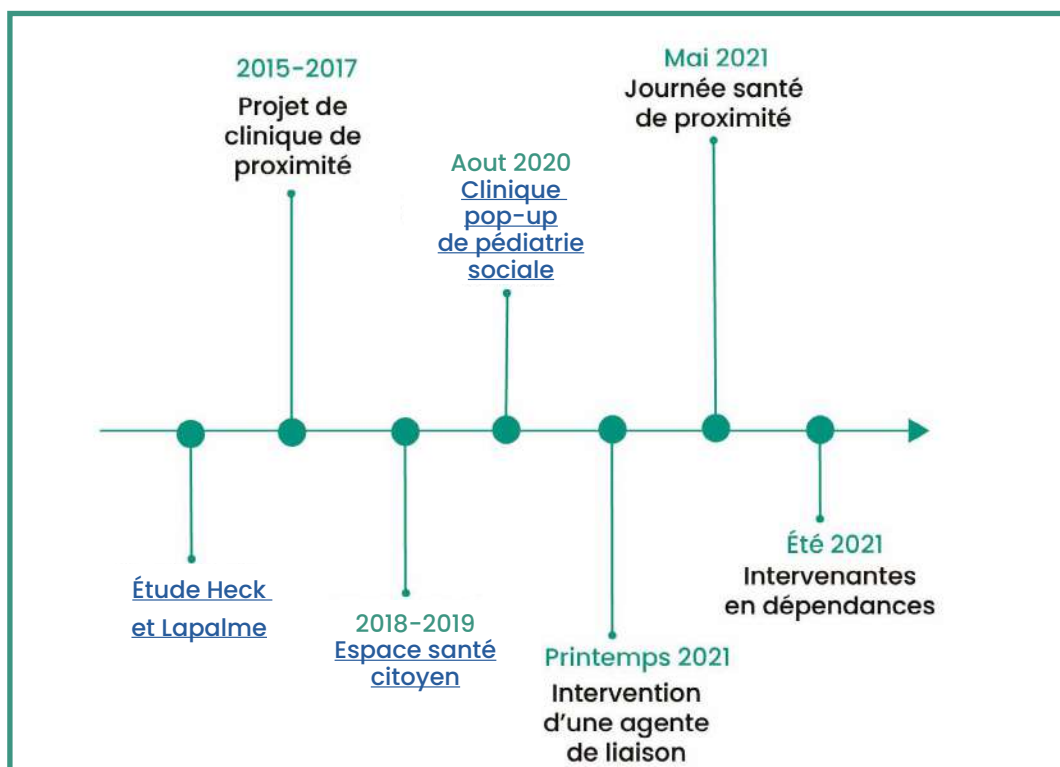 Étude Heck
et Lapalme
2015-2017
Projet de
clinique de
proximité
2018-2019
Espace santé
citoyen
Aout 2020
Clinique
pop-up
de pédiatrie
sociale
Printemps 2021
Intervention
d'une agente
de liaison
Mai 2021
Journée santé
de proximité
Été 2021
Intervenantes
en dépendances